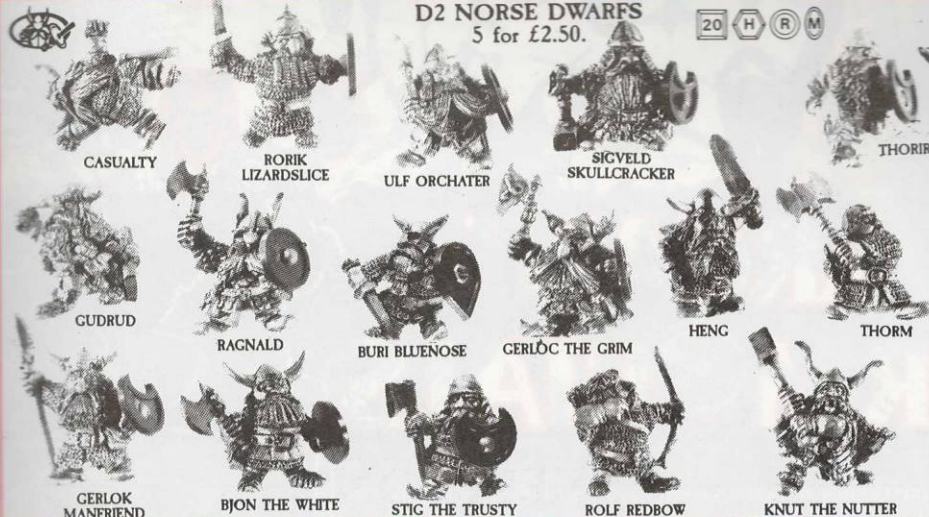 D2 NORSE DWARFS
5 for £2.50.
20 H R M
CASUALTY
RORIK
LIZARDSLICE
ULF ORCHATER
SIGVELD
SKULLCRACKER
THORIR
GUDRUD
RAGNALD
BURI BLUENOSE
GERLOC THE GRIM
HENG
THORM
GERLOK
MANFRIEND
BJON THE WHITE
STIG THE TRUSTY
ROLF REDBOW
KNUT THE NUTTER